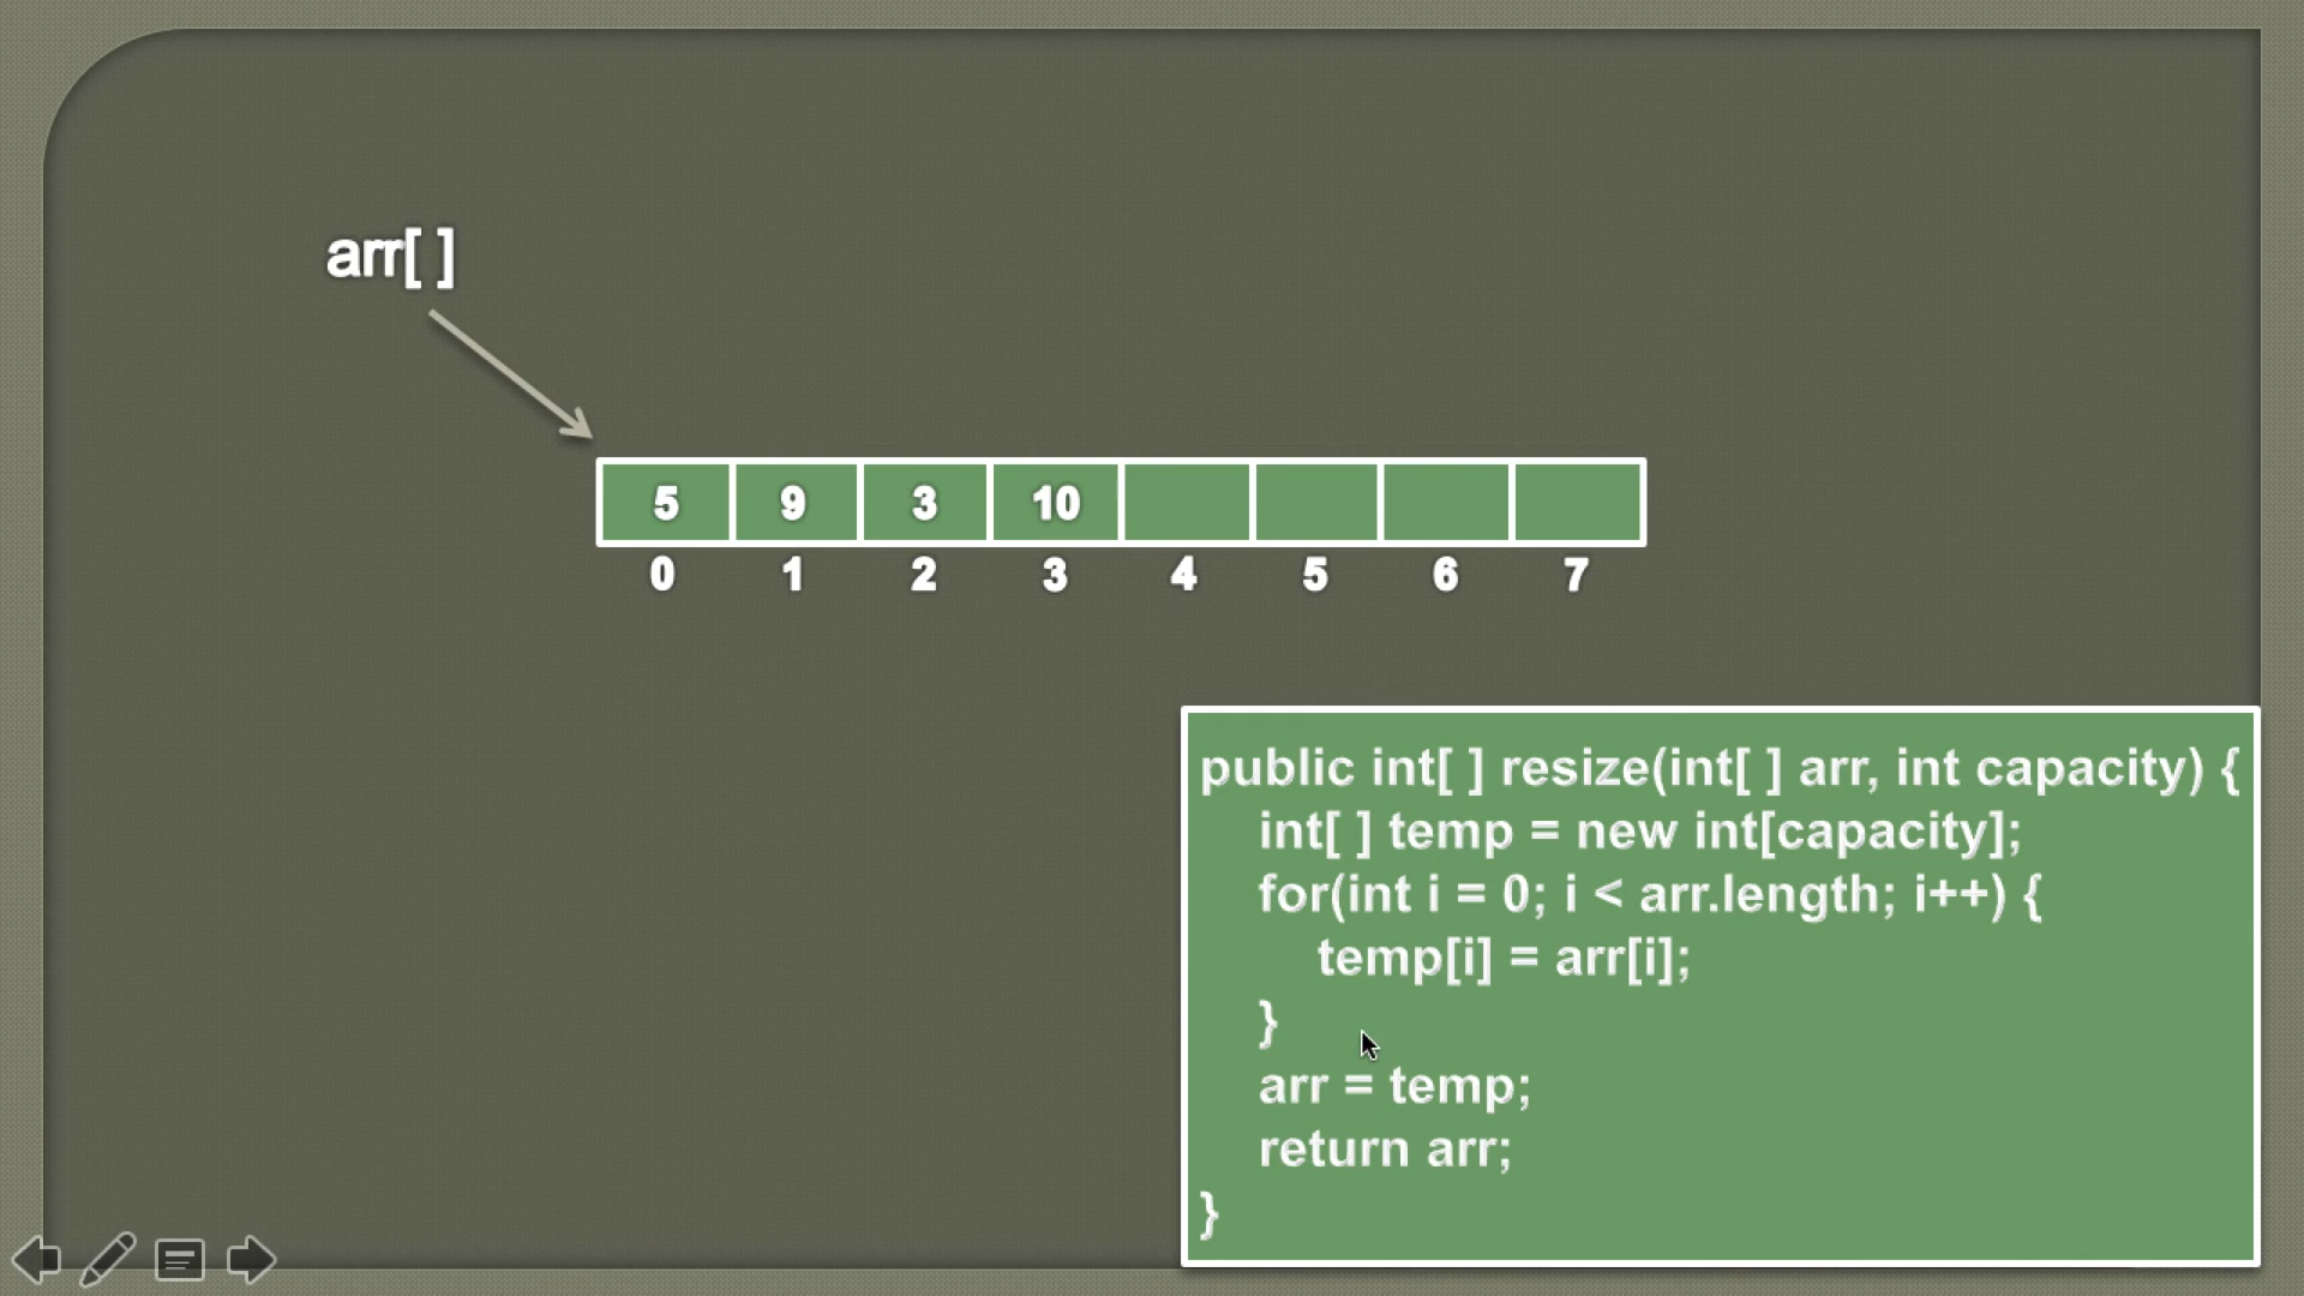 arr[ ]
5 9 3 10
0 1 2 3 4 5 6 7
public int[ ] resize(int[ ] arr, int capacity) {
int[ ] temp = new int[capacity];
for(int i = 0; i < arr.length; i++) {
temp[i] = arr[i];
}
arr = temp;
return arr;
}